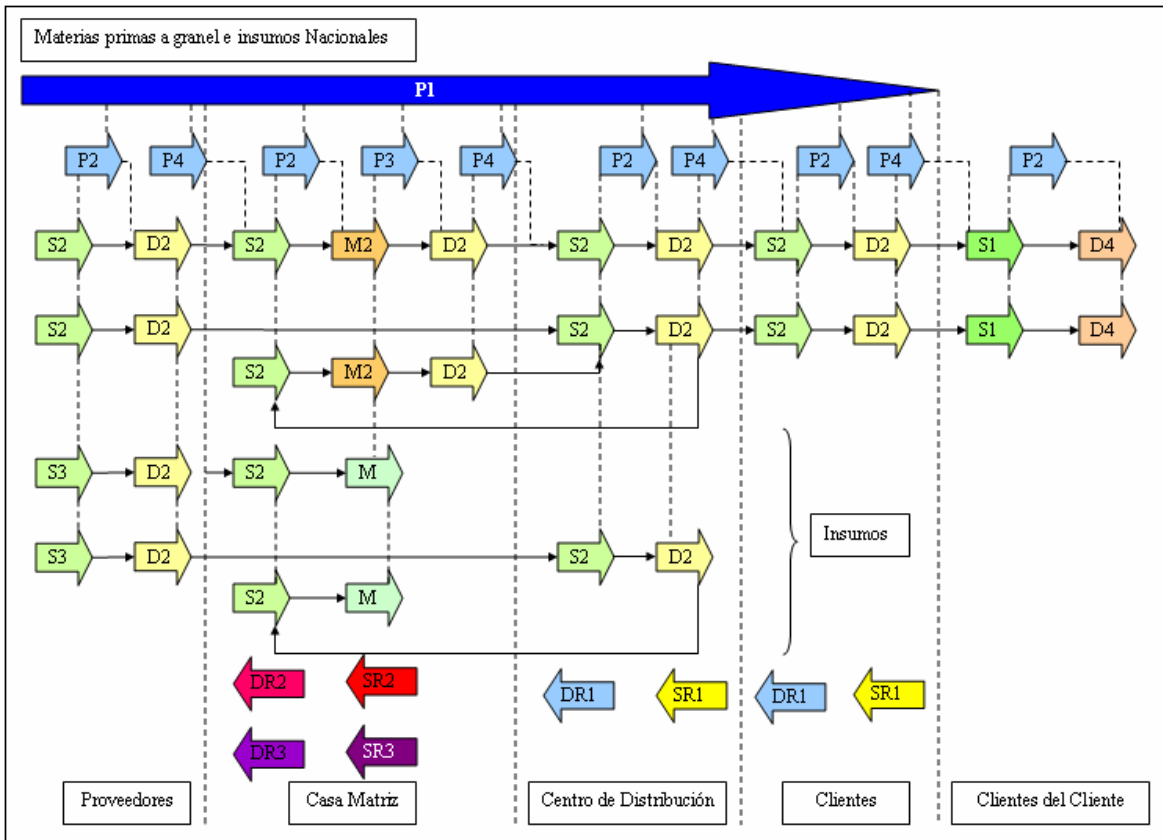 Materias primas a granel e insumos Nacionales
P1
P2 P4 P2 P3 P4 P2 P4 P2 P4 P2
S2 D2 S2 M2 D2 S2 D2 S2 D2 S1 D4
S2 D2 S2 D2 S2 D2 S1 D4
S2 M2 D2
S3 D2 S2 M
S3 D2 S2 D2
Insumos
S2 M
DR2 SR2 DR1 SR1 DR1 SR1
DR3 SR3
Proveedores Casa Matriz Centro de Distribución Clientes Clientes del Cliente